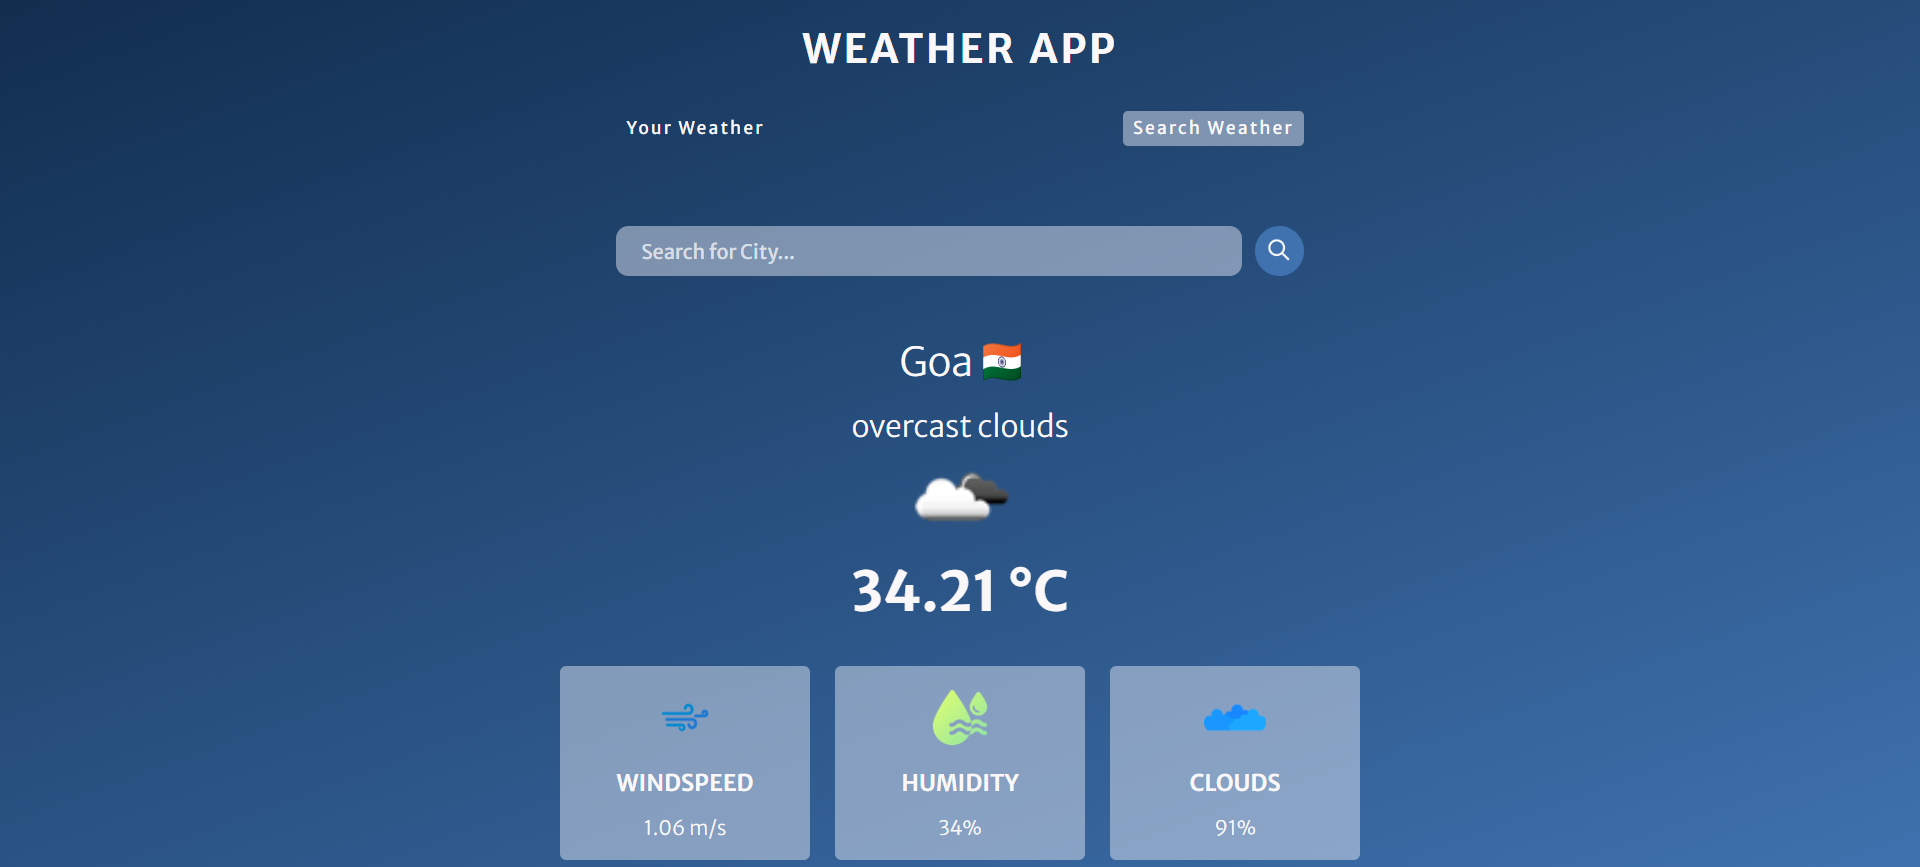 WEATHER APP
Your Weather
Search Weather
Search for City...
Goa
overcast clouds
34.21 °C
WINDSPEED
1.06 m/s
HUMIDITY
34%
CLOUDS
91%